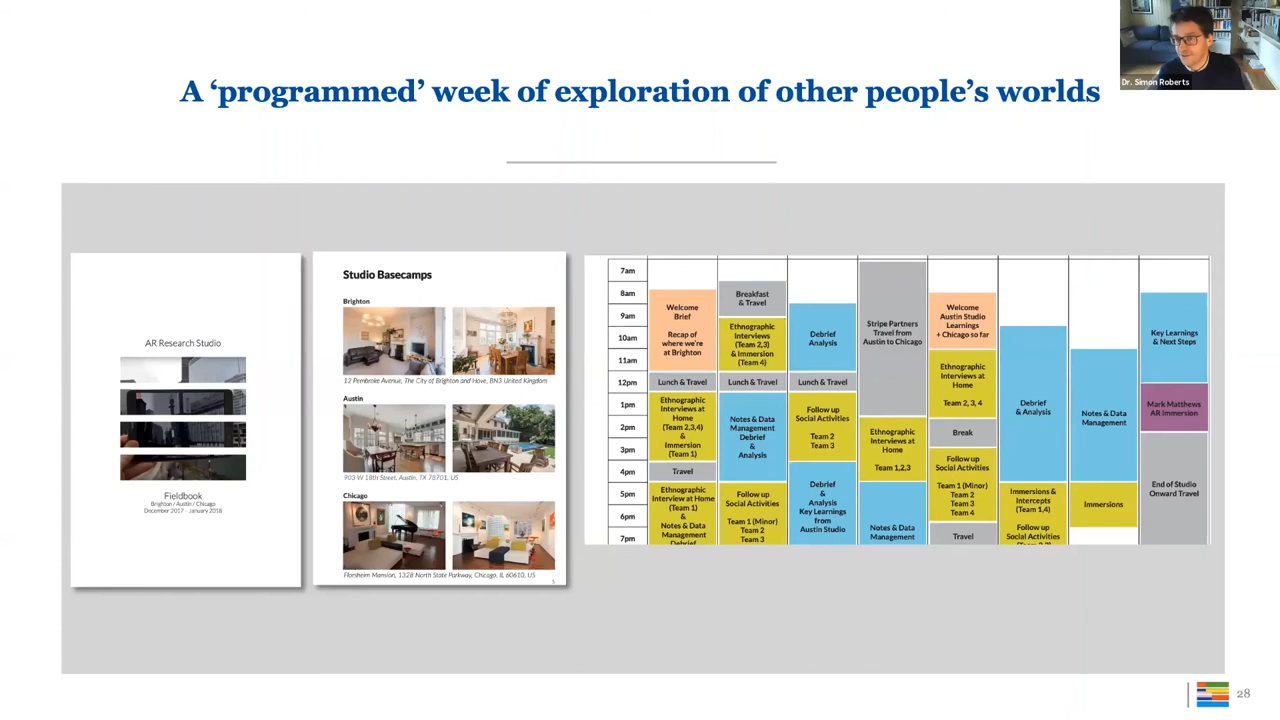 Dr. Simon Roberts
A ‘programmed’ week of exploration of other people’s worlds
AR Research Studio
Fieldbook
Brighton / Austin / Chicago
December 2017 - January 2018
Studio Basecamps
Brighton
12 Pembroke Avenue, The City of Brighton and Hove, BN3 United Kingdom
Austin
903 W 18th Street, Austin, TX 78701, US
Chicago
Florsheim Mansion, 1328 North State Parkway, Chicago, IL 60610, US
5
7am
8am
9am
10am
11am
12pm
1pm
2pm
3pm
4pm
5pm
6pm
7pm
Welcome
Brief
Recap of
where we're
at Brighton
Lunch & Travel
Ethnographic
Interviews at
Home
(Team 2,3,4)
&
Immersion
(Team 1)
Travel
Ethnographic
Interview at Home
(Team 1)
&
Notes & Data
Management
Debrief
Breakfast
& Travel
Ethnographic
Interviews
(Team 2,3)
& Immersion
(Team 4)
Lunch & Travel
Notes & Data
Management
Debrief
&
Analysis
Follow up
Social Activities
Team 1 (Minor)
Team 2
Team 3
Debrief
Analysis
Lunch & Travel
Follow up
Social Activities
Team 2
Team 3
Debrief
&
Analysis
Key Learnings
from
Austin Studio
Stripe Partners
Travel from
Austin to Chicago
Ethnographic
Interviews at
Home
Team 1,2,3
Notes & Data
Management
Welcome
Austin Studio
Learnings
+ Chicago so far
Ethnographic
Interviews at
Home
Team 2, 3, 4
Break
Follow up
Social Activities
Team 1 (Minor)
Team 2
Team 3
Team 4
Travel
Debrief
& Analysis
Immersions &
Intercepts
(Team 1,4)
Follow up
Social Activities
Notes & Data
Management
Immersions
Key Learnings
& Next Steps
Mark Matthews
AR Immersion
End of Studio
Onward Travel
28